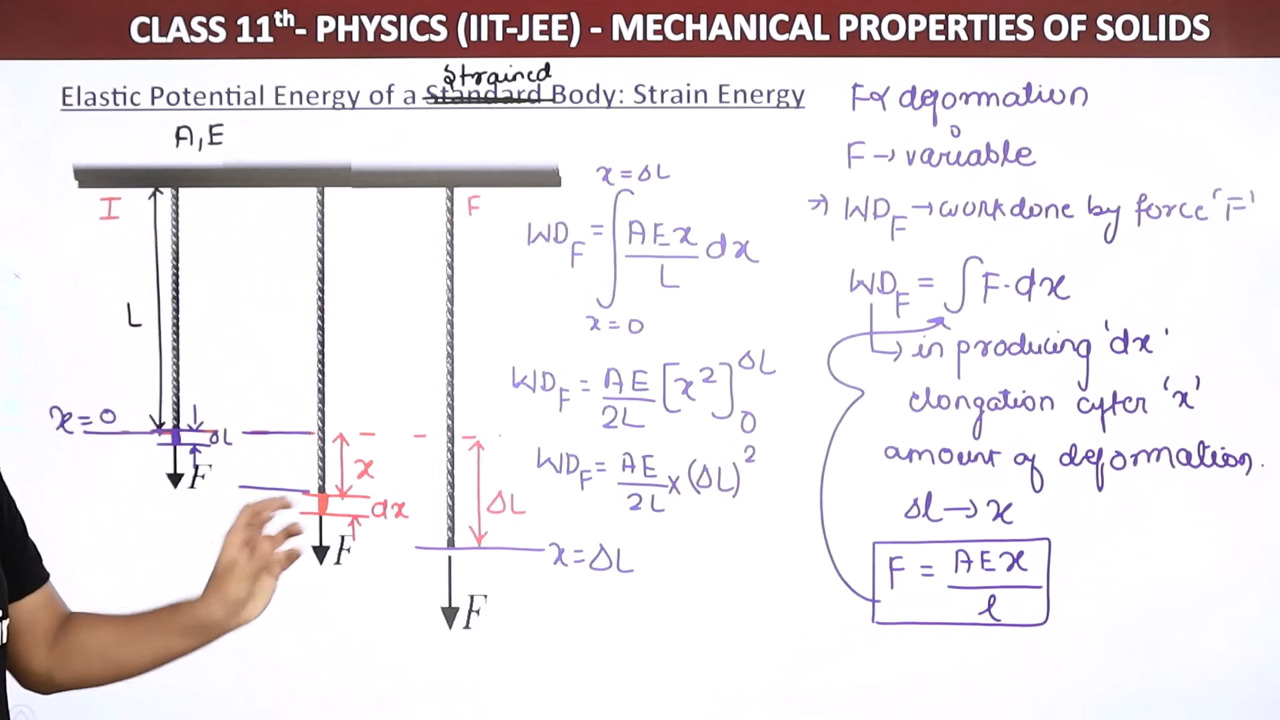 CLASS 11th- PHYSICS (IIT-JEE) - MECHANICAL PROPERTIES OF SOLIDS
Strained
Elastic Potential Energy of a Standard Body: Strain Energy
A, E
I
L
x=0
ΔL
F
x
dx
F
F
ΔL
x=ΔL
F
x=ΔL
WD_F = ∫ AEx/L dx
x=0
WD_F = AE/2L [x²]₀^ΔL
WD_F = AE/2L × (ΔL)²
F∝ deformation
F→ variable
⇒ WD_F → work done by force 'F'
WD_F = ∫F·dx
↳ in producing 'dx'
elongation after 'x'
amount of deformation.
Δl → x
F = AEx/l